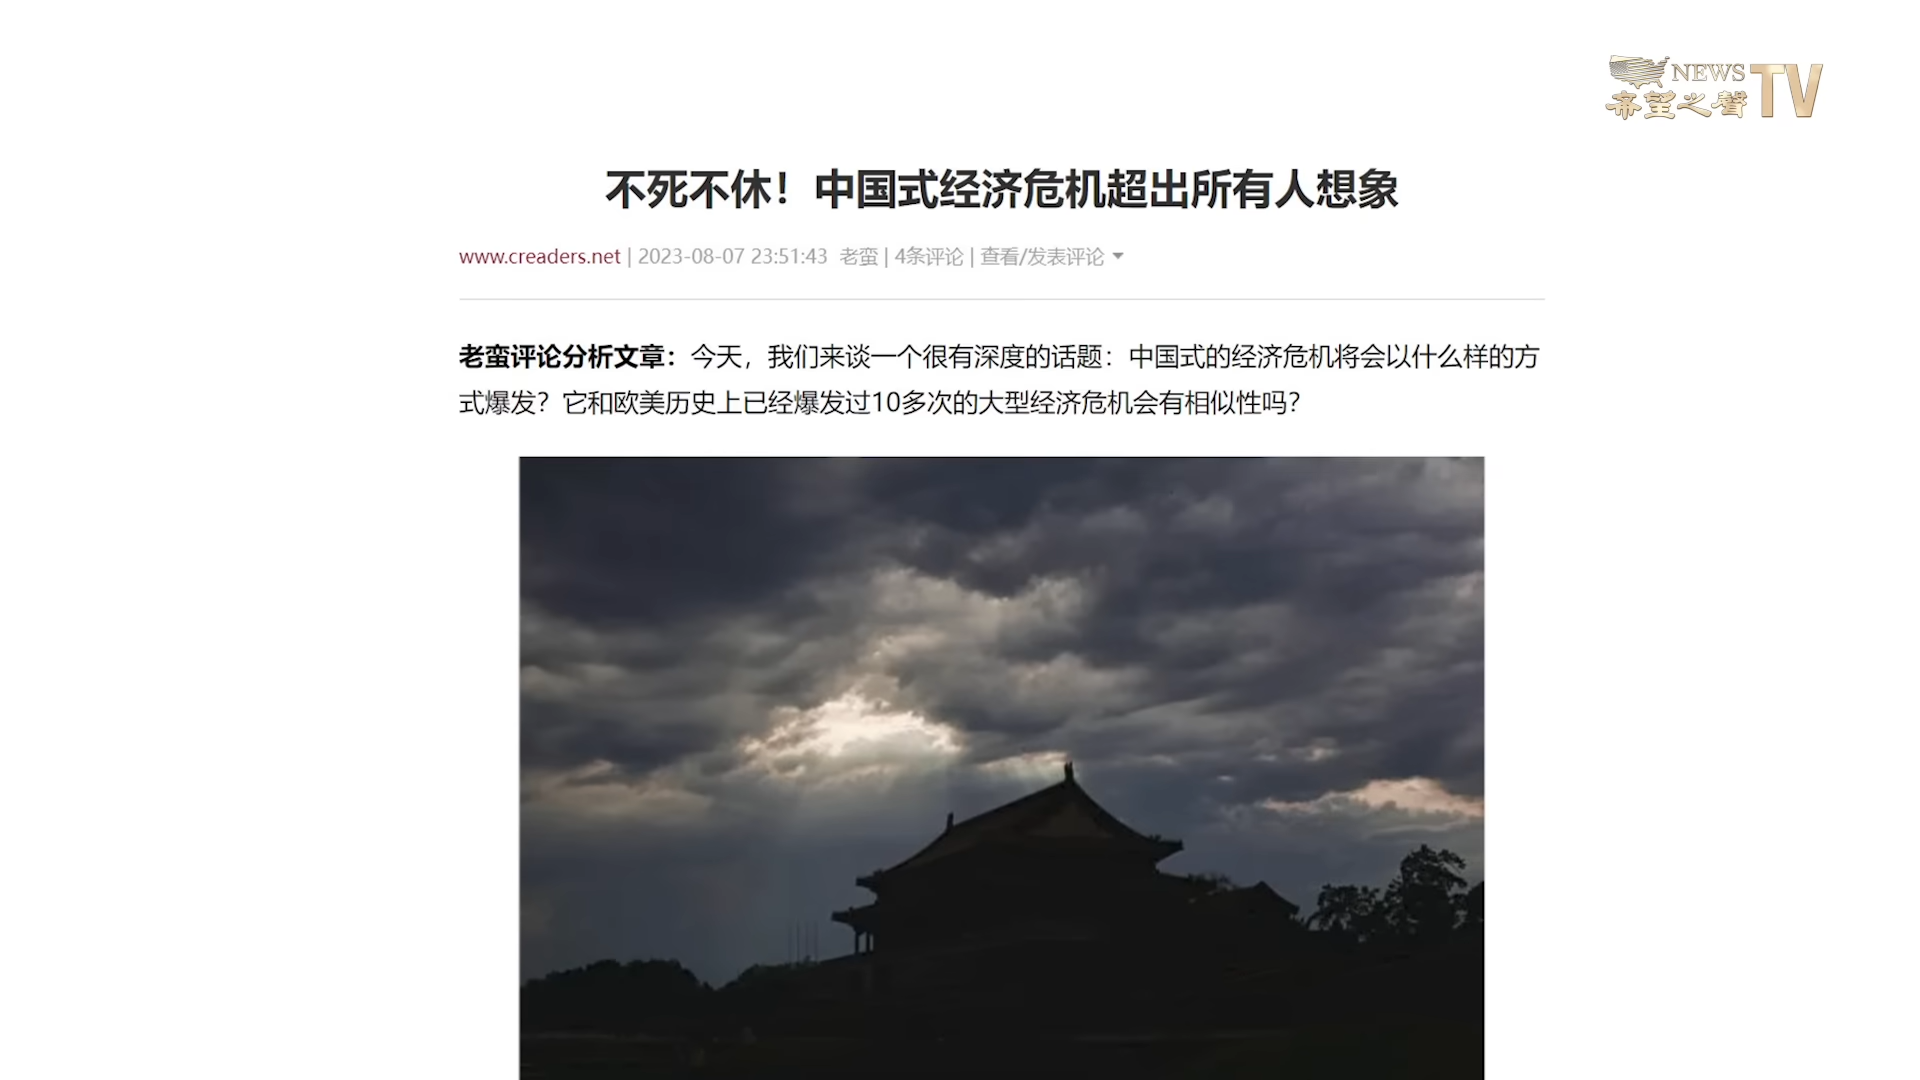 NEWS
希望之聲 TV
不死不休！中国式经济危机超出所有人想象
www.creaders.net | 2023-08-07 23:51:43 老蛮 | 4条评论 | 查看/发表评论
老蛮评论分析文章：今天，我们来谈一个很有深度的话题：中国式的经济危机将会以什么样的方
式爆发？它和欧美历史上已经爆发过10多次的大型经济危机会有相似性吗？